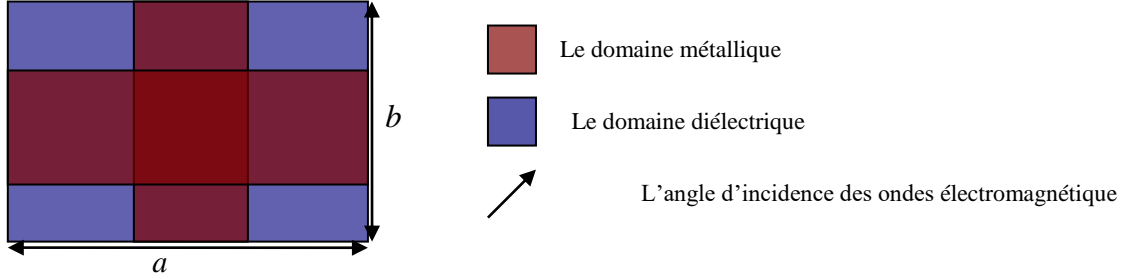 Le domaine métallique
b
Le domaine diélectrique
L'angle d'incidence des ondes électromagnétique
a